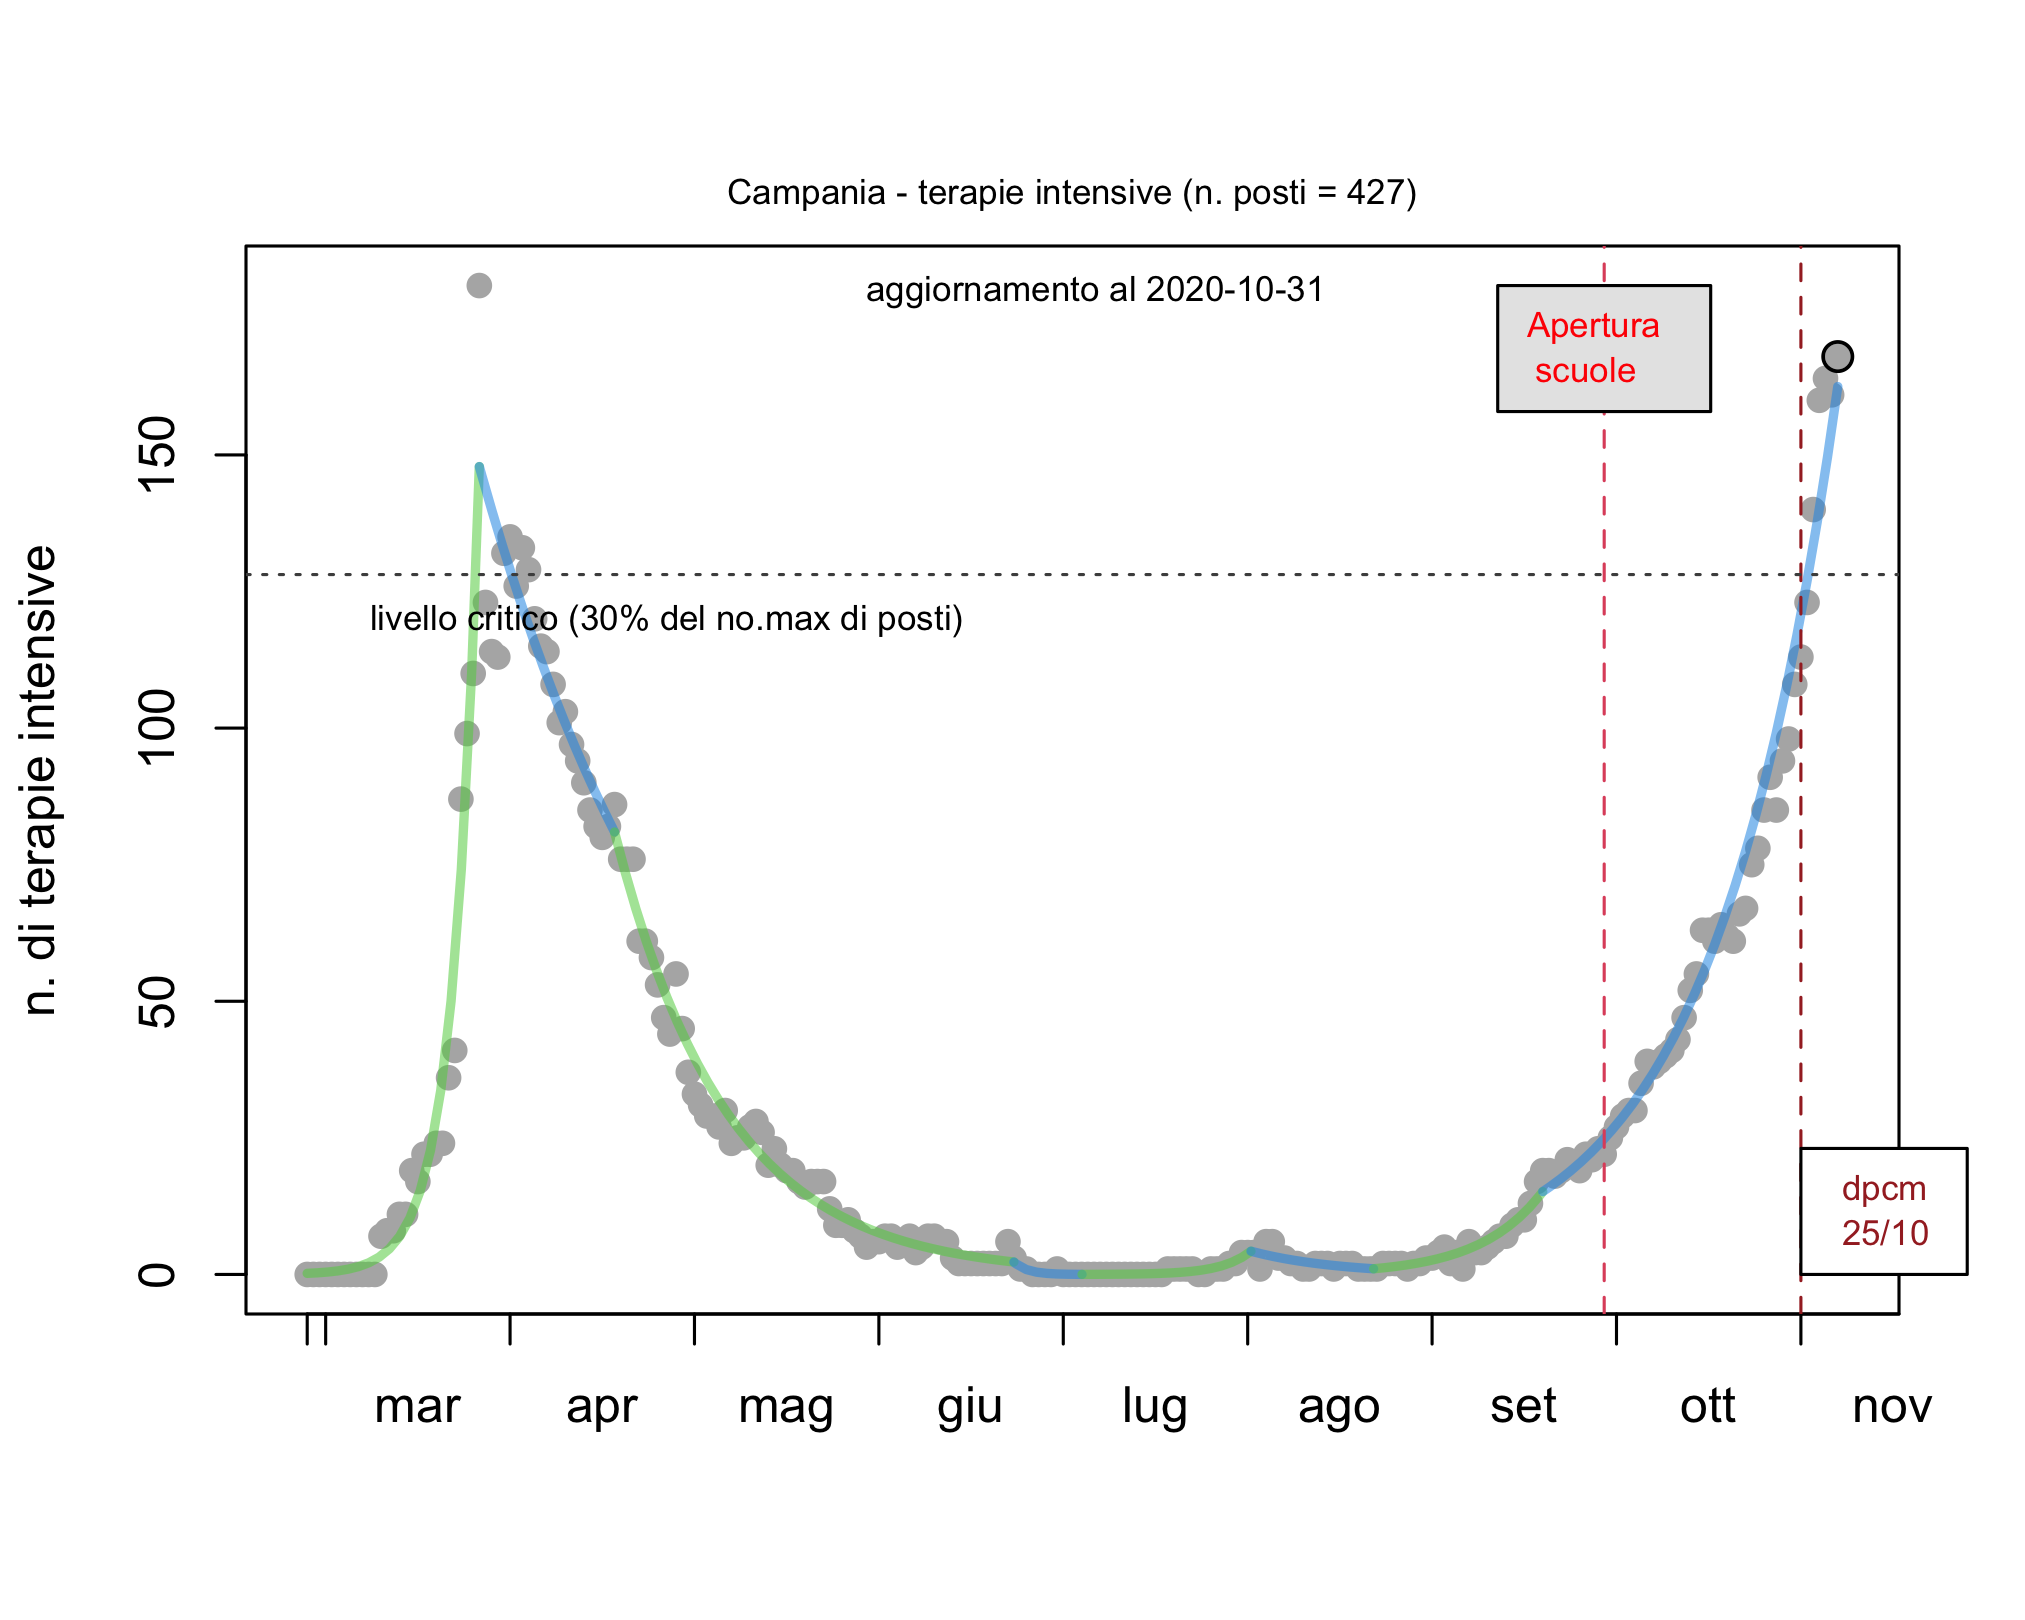 Campania - terapie intensive (n. posti = 427)
aggiornamento al 2020-10-31
Apertura
scuole
livello critico (30% del no.max di posti)
n. di terapie intensive
150
100
50
0
dpcm
25/10
mar apr mag giu lug ago set ott nov